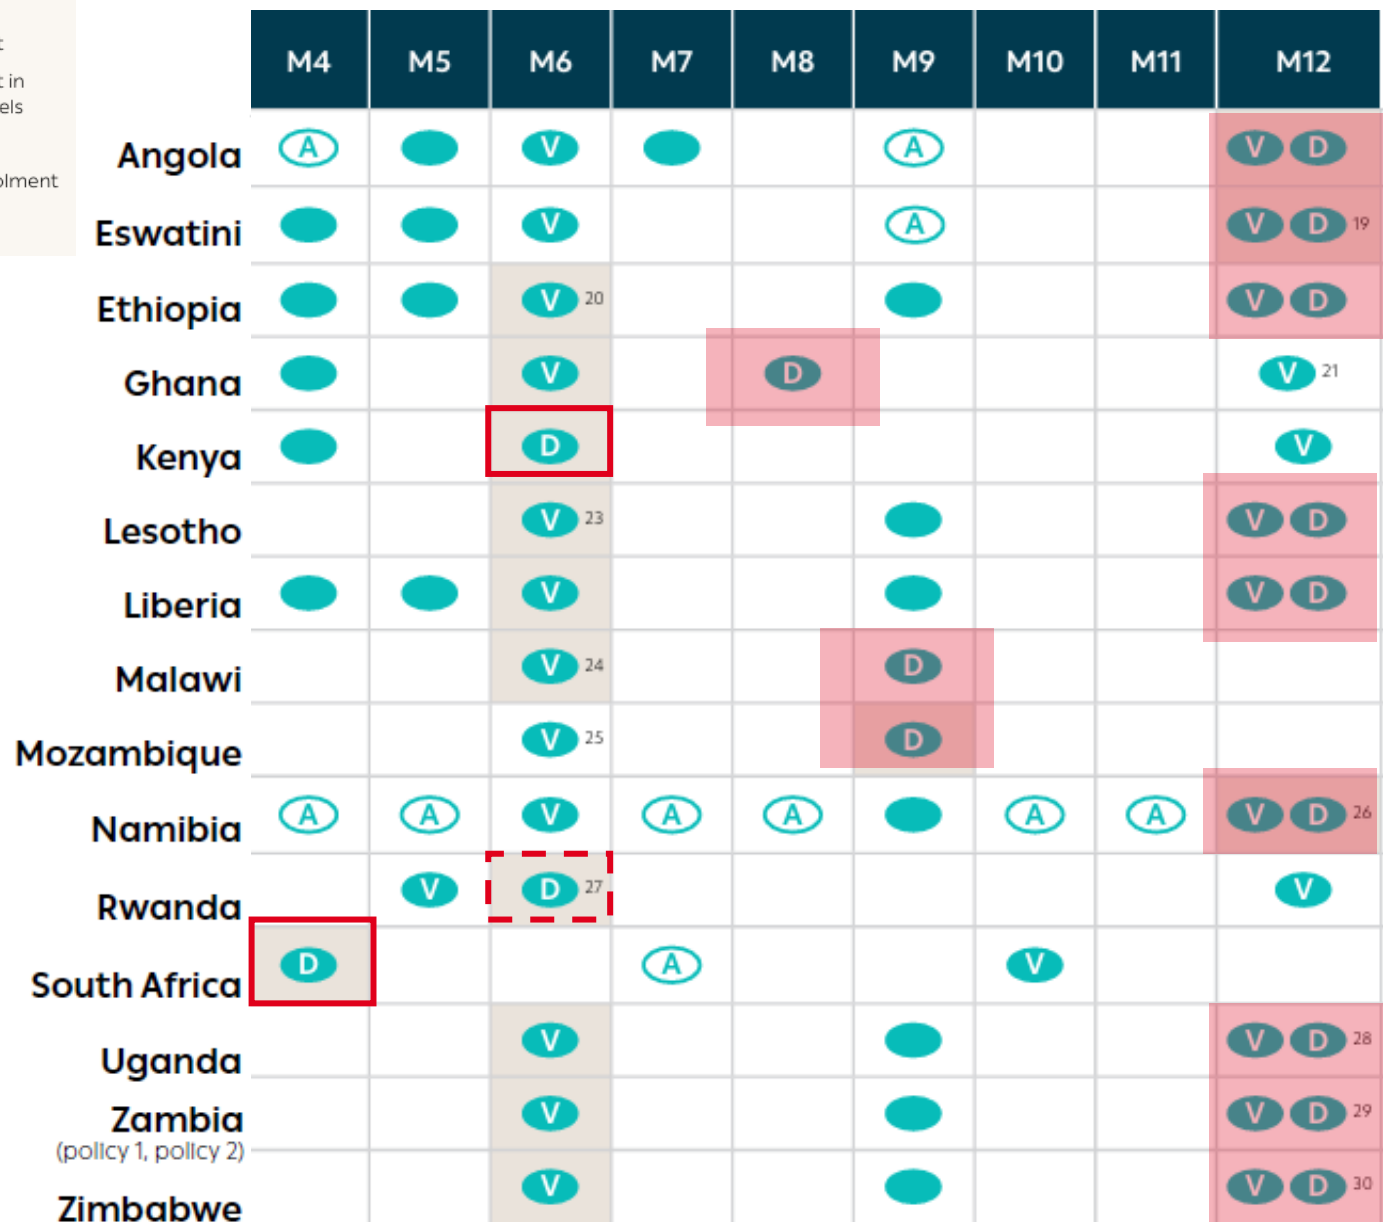 t
t in
els
olment
M4 M5 M6 M7 M8 M9 M10 M11 M12
Angola A V A V D
Eswatini V A V D 19
Ethiopia V 20 V D
Ghana V D V 21
Kenya D V
Lesotho V 23 V D
Liberia V V D
Malawi V 24 D
Mozambique V 25 D
Namibia A A V A A A A V D 26
Rwanda V D 27 V
South Africa D A V
Uganda V V D 28
Zambia V V D 29
(policy 1, policy 2)
Zimbabwe V V D 30